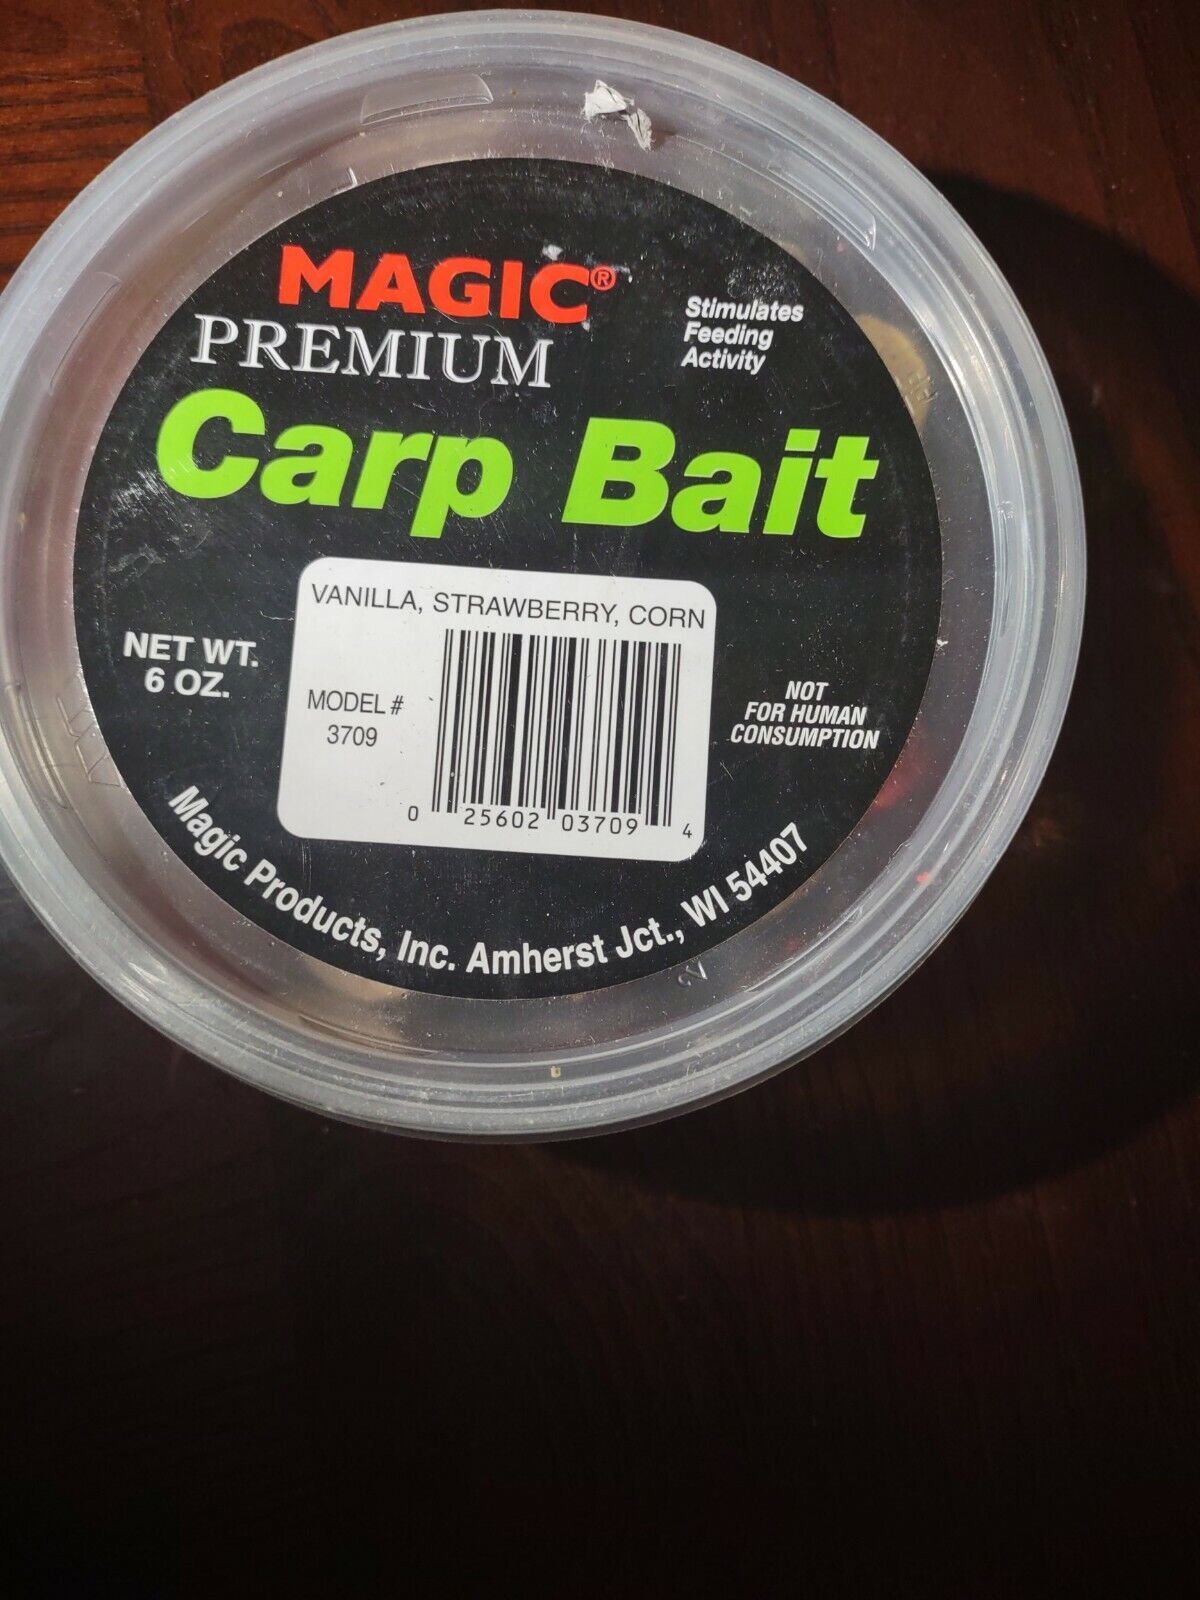 MAGIC®
PREMIUM
Carp Bait
Stimulates
Feeding
Activity
VANILLA, STRAWBERRY, CORN
NET WT.
6 OZ.
MODEL #
3709
0 25602 03709 4
NOT
FOR HUMAN
CONSUMPTION
Magic Products, Inc. Amherst Jct., WI 54407